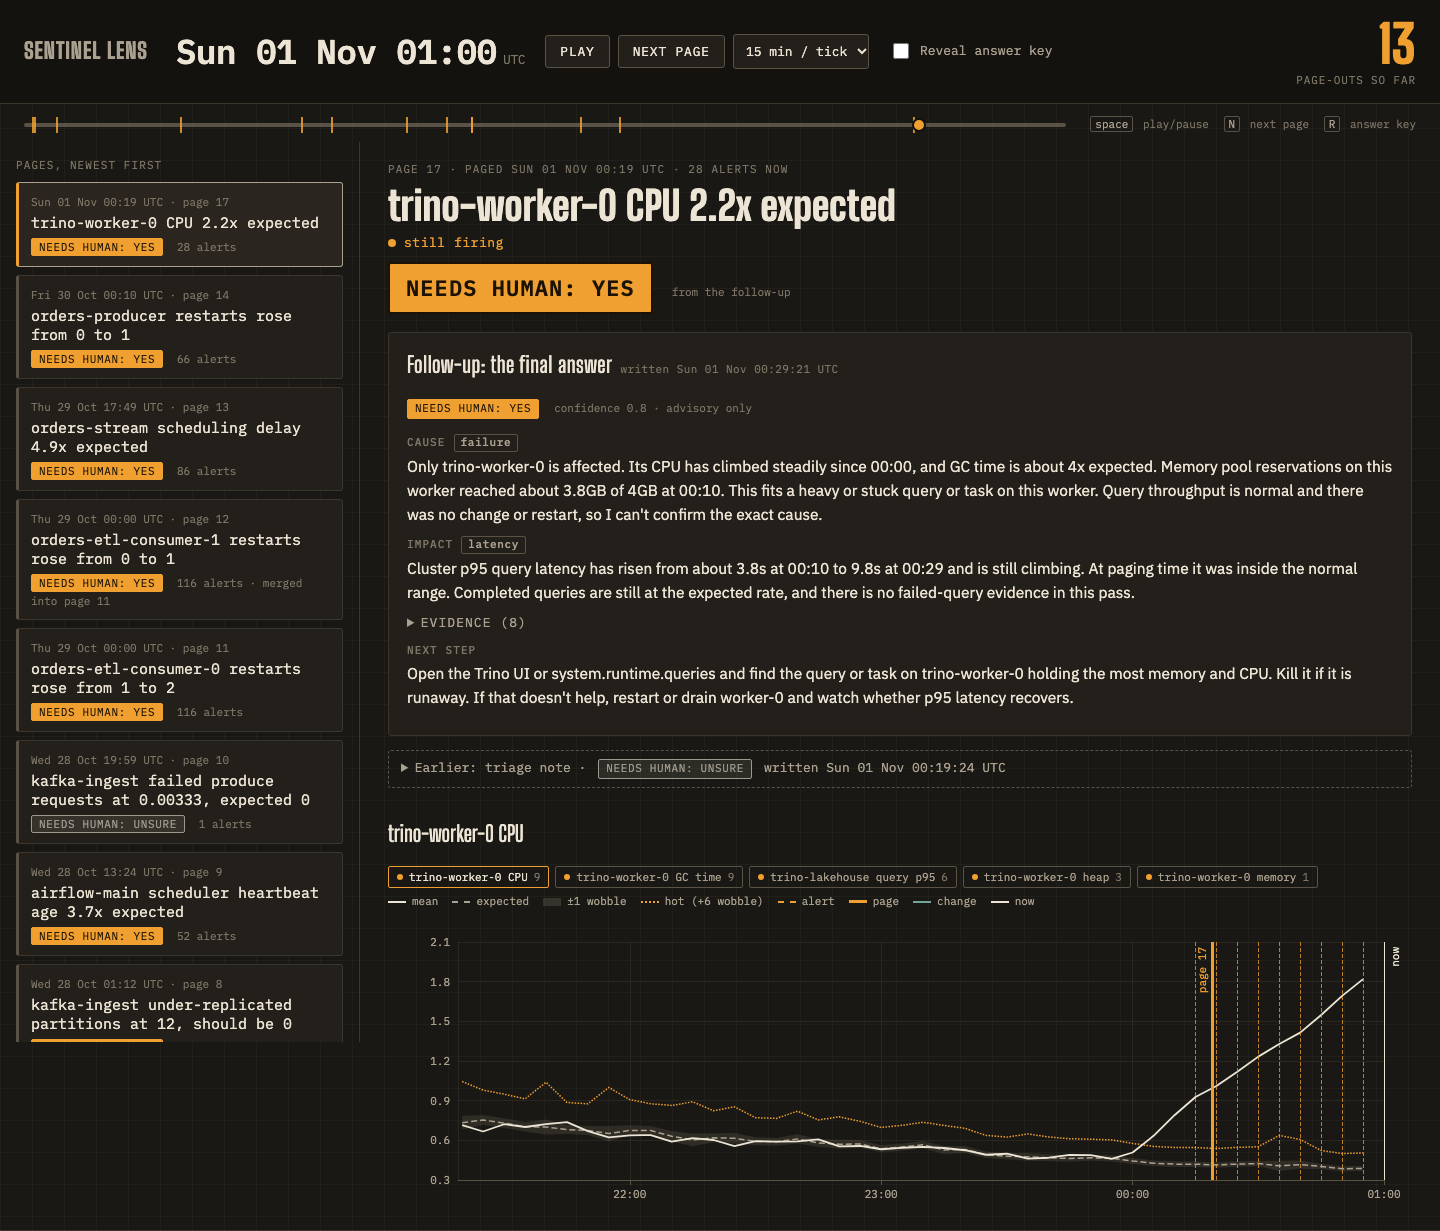 SENTINEL LENS
Sun 01 Nov 01:00 UTC
PLAY
NEXT PAGE
15 min / tick
Reveal answer key
13
PAGE-OUTS SO FAR
space play/pause N next page R answer key
PAGES, NEWEST FIRST
Sun 01 Nov 00:19 UTC · page 17
trino-worker-0 CPU 2.2x expected
NEEDS HUMAN: YES 28 alerts
Fri 30 Oct 00:10 UTC · page 14
orders-producer restarts rose
from 0 to 1
NEEDS HUMAN: YES 66 alerts
Thu 29 Oct 17:49 UTC · page 13
orders-stream scheduling delay
4.9x expected
NEEDS HUMAN: YES 86 alerts
Thu 29 Oct 00:00 UTC · page 12
orders-etl-consumer-1 restarts
rose from 0 to 1
NEEDS HUMAN: YES 116 alerts · merged
into page 11
Thu 29 Oct 00:00 UTC · page 11
orders-etl-consumer-0 restarts
rose from 1 to 2
NEEDS HUMAN: YES 116 alerts
Wed 28 Oct 19:59 UTC · page 10
kafka-ingest failed produce
requests at 0.00333, expected 0
NEEDS HUMAN: UNSURE 1 alerts
Wed 28 Oct 13:24 UTC · page 9
airflow-main scheduler heartbeat
age 3.7x expected
NEEDS HUMAN: YES 52 alerts
Wed 28 Oct 01:12 UTC · page 8
kafka-ingest under-replicated
partitions at 12, should be 0
PAGE 17 · PAGED SUN 01 NOV 00:19 UTC · 28 ALERTS NOW
trino-worker-0 CPU 2.2x expected
still firing
NEEDS HUMAN: YES from the follow-up
Follow-up: the final answer written Sun 01 Nov 00:29:21 UTC
NEEDS HUMAN: YES confidence 0.8 · advisory only
CAUSE failure
Only trino-worker-0 is affected. Its CPU has climbed steadily since 00:00, and GC time is about 4x expected. Memory pool reservations on this
worker reached about 3.8GB of 4GB at 00:10. This fits a heavy or stuck query or task on this worker. Query throughput is normal and there
was no change or restart, so I can't confirm the exact cause.
IMPACT latency
Cluster p95 query latency has risen from about 3.8s at 00:10 to 9.8s at 00:29 and is still climbing. At paging time it was inside the normal
range. Completed queries are still at the expected rate, and there is no failed-query evidence in this pass.
EVIDENCE (8)
NEXT STEP
Open the Trino UI or system.runtime.queries and find the query or task on trino-worker-0 holding the most memory and CPU. Kill it if it is
runaway. If that doesn't help, restart or drain worker-0 and watch whether p95 latency recovers.
Earlier: triage note · NEEDS HUMAN: UNSURE written Sun 01 Nov 00:19:24 UTC
trino-worker-0 CPU
trino-worker-0 CPU 9
trino-worker-0 GC time 9
trino-lakehouse query p95 6
trino-worker-0 heap 3
trino-worker-0 memory 1
mean expected ±1 wobble hot (+6 wobble) alert page change now
2.1
1.8
1.5
1.2
0.9
0.6
0.3
page 17
now
22:00 23:00 00:00 01:00